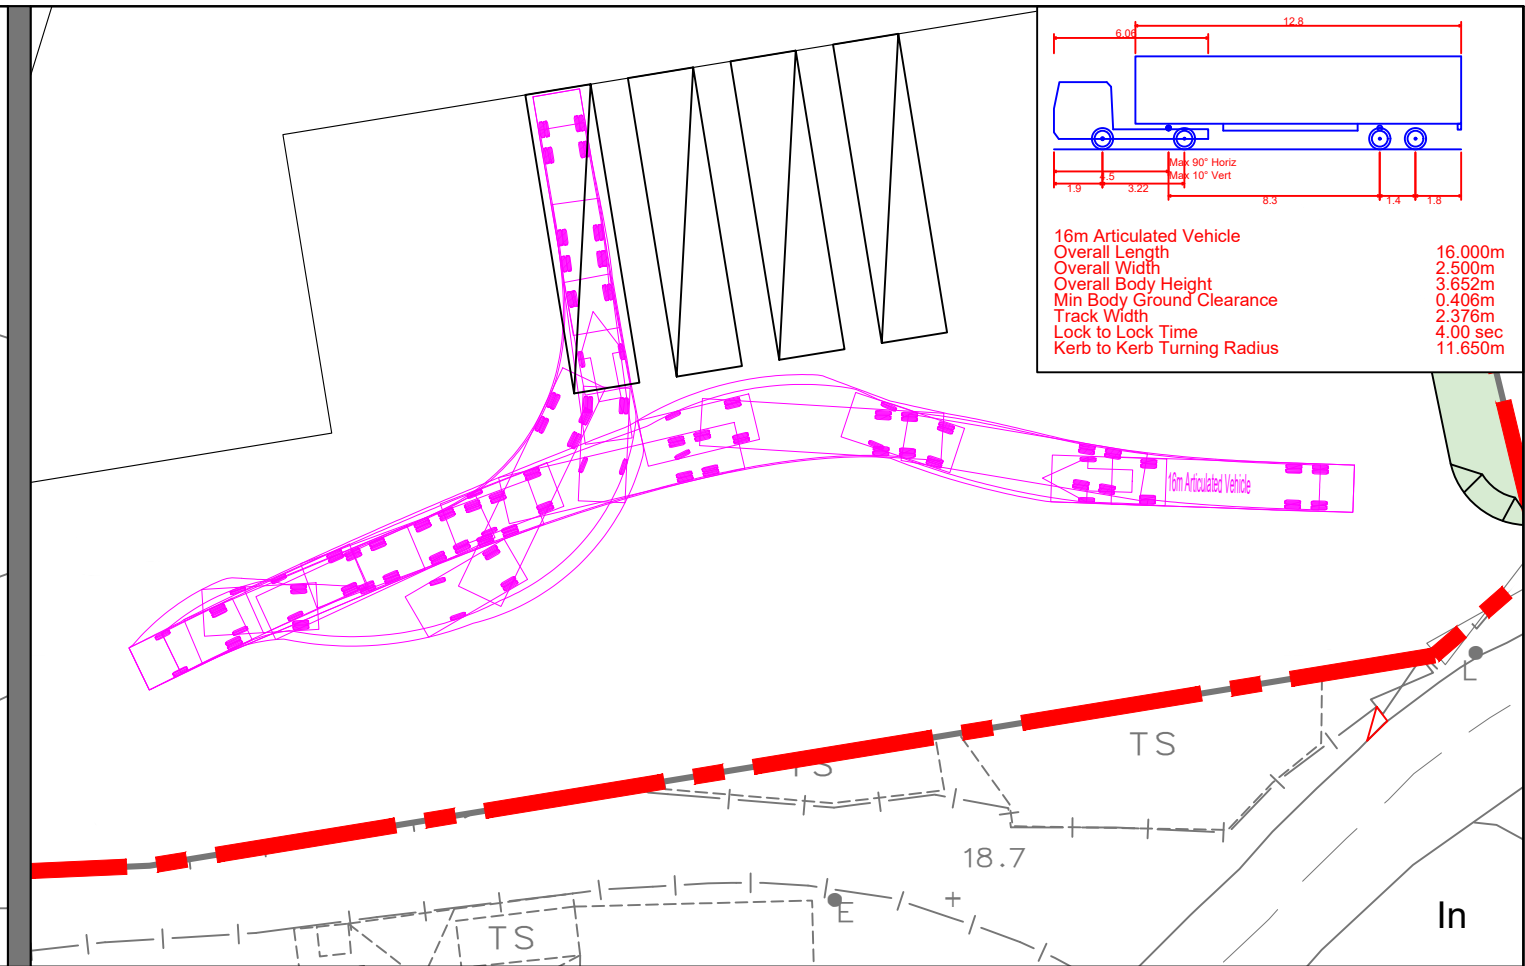 12.8
6.06
Max 90° Horiz
4.5
Max 10° Vert
1.9
3.22
8.3
1.4
1.8
16m Articulated Vehicle
Overall Length 16.000m
Overall Width 2.500m
Overall Body Height 3.652m
Min Body Ground Clearance 0.406m
Track Width 2.376m
Lock to Lock Time 4.00 sec
Kerb to Kerb Turning Radius 11.650m
16m Articulated Vehicle
L
TS
TS
18.7
E
In
TS